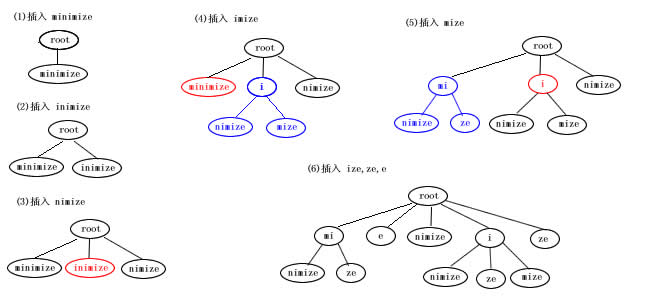 (1)插入 minimize
root
minimize
(2)插入 inimize
root
minimize inimize
(3)插入 nimize
root
minimize inimize nimize
(4)插入 imize
root
minimize i nimize
nimize mize
(5)插入 mize
root
mi i nimize
nimize ze nimize mize
(6)插入 ize,ze,e
root
mi e nimize i ze
nimize ze nimize ze mize